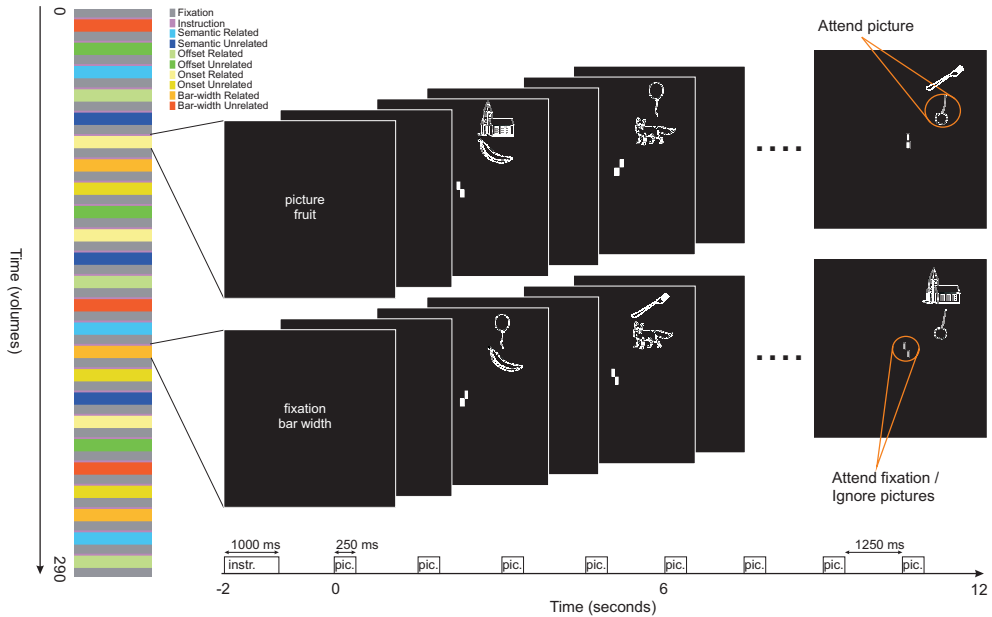 0
Fixation
Instruction
Semantic Related
Semantic Unrelated
Offset Related
Offset Unrelated
Onset Related
Onset Unrelated
Bar-width Related
Bar-width Unrelated
Attend picture
picture
fruit
Time (volumes)
fixation
bar width
Attend fixation /
Ignore pictures
290
1000 ms
250 ms
1250 ms
instr.
pic.
pic.
pic.
pic.
pic.
pic.
pic.
pic.
-2
0
6
12
Time (seconds)